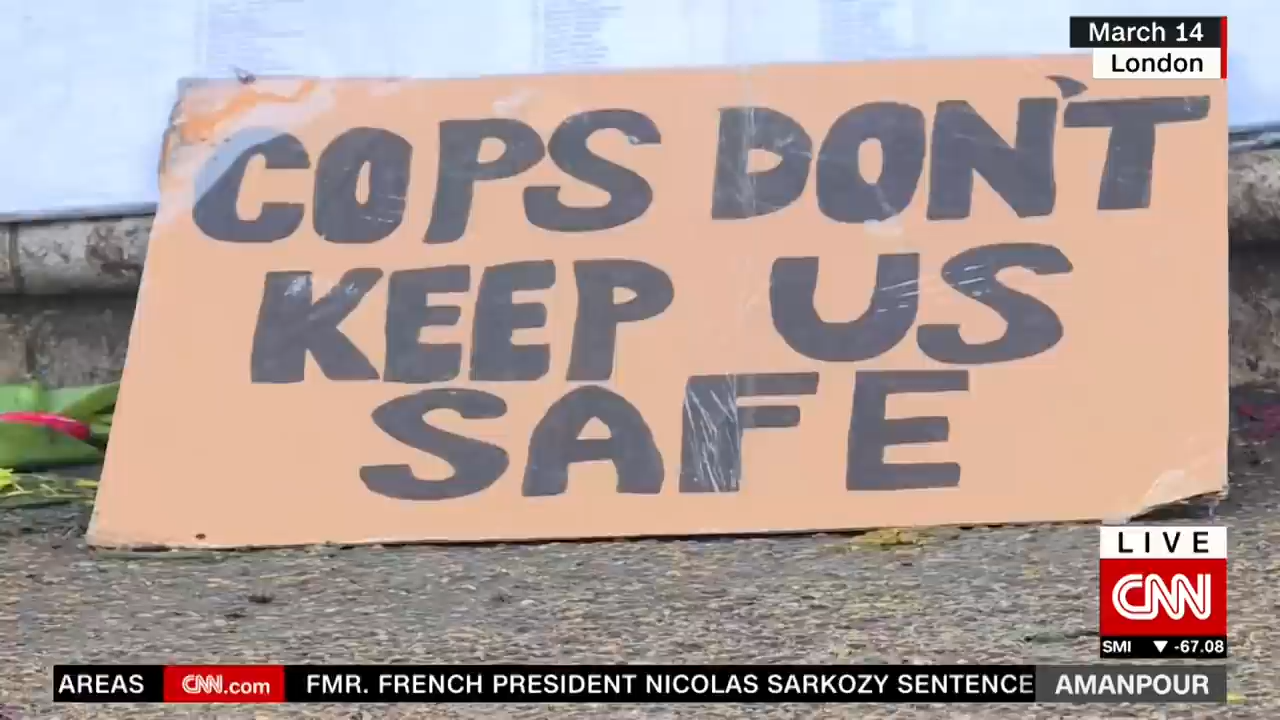 March 14
London
COPS DON'T
KEEP US
SAFE
LIVE
CNN
SMI ▼ -67.08
AREAS CNN.com FMR. FRENCH PRESIDENT NICOLAS SARKOZY SENTENCE AMANPOUR